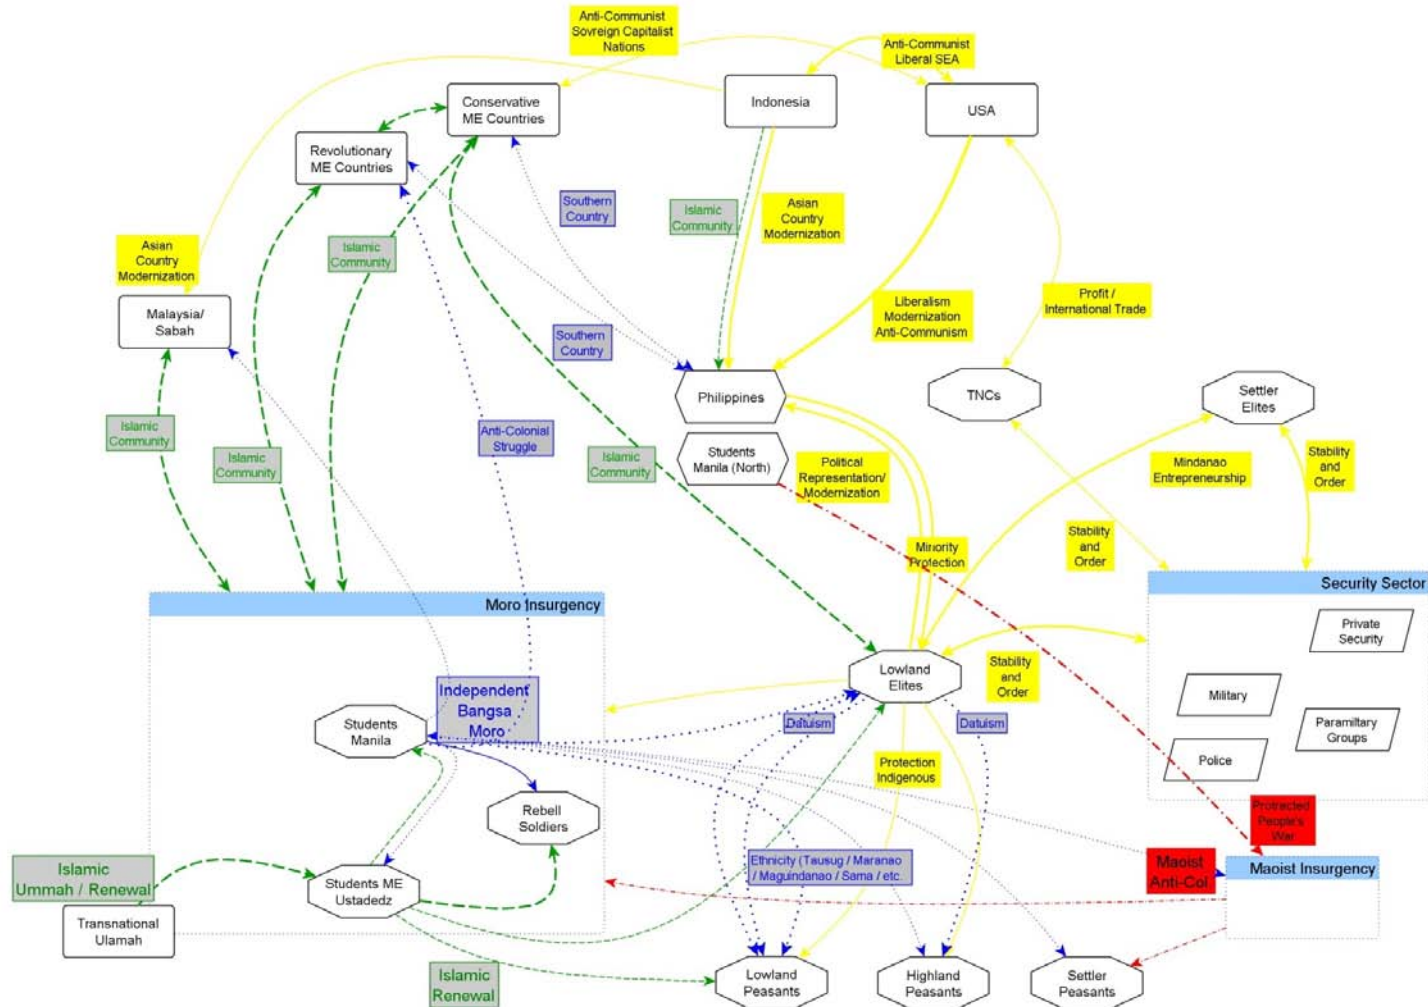 Anti-Communist
Sovreign Capitalist
Nations
Anti-Communist
Liberal SEA
Conservative
ME Countries
Indonesia
USA
Revolutionary
ME Countries
Southern
Country
Islamic
Community
Asian
Country
Modernization
Asian
Country
Modernization
Islamic
Community
Malaysia/
Sabah
Liberalism
Modernization
Anti-Communism
Profit /
International Trade
Southern
Country
Philippines
TNCs
Settler
Elites
Islamic
Community
Islamic
Community
Anti-Colonial
Struggle
Islamic
Community
Students
Manila (North)
Political
Representation/
Modernization
Mindanao
Entrepreneurship
Stability
and
Order
Minority
Protection
Stability
and
Order
Moro Insurgency
Security Sector
Private
Security
Lowland
Elites
Stability
and
Order
Military
Independent
Bangsa
Moro
Students
Manila
Datuism
Datuism
Paramiltary
Groups
Police
Protection
Indigenous
Rebell
Soldiers
Protrected
People's
War
Islamic
Ummah / Renewal
Students ME
Ustadedz
Ethnicity (Tausug / Maranao
/ Maguindanao / Sama / etc.
Maoist
Anti-Col
Maoist Insurgency
Transnational
Ulamah
Islamic
Renewal
Lowland
Peasants
Highland
Peasants
Settler
Peasants